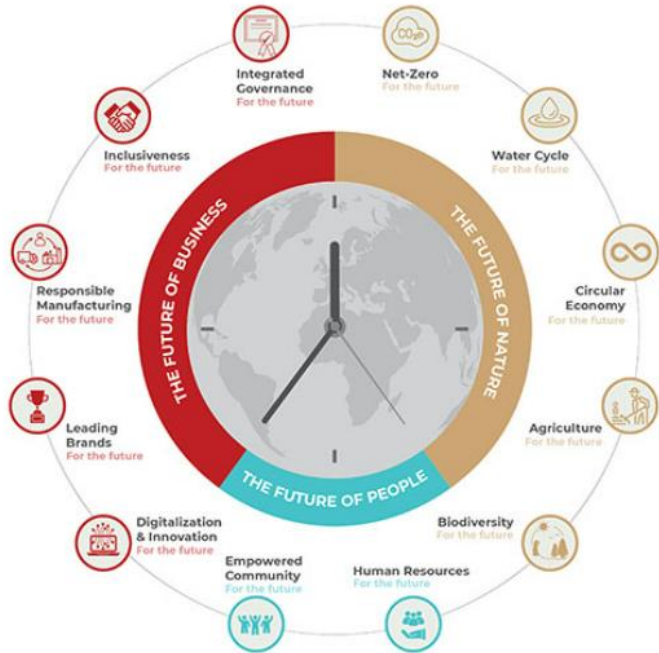 Integrated
Governance
For the future
Net-Zero
For the future
CO₂
Inclusiveness
For the future
Water Cycle
For the future
THE FUTURE OF BUSINESS
THE FUTURE OF NATURE
Responsible
Manufacturing
For the future
Circular
Economy
For the future
Leading
Brands
For the future
Agriculture
For the future
THE FUTURE OF PEOPLE
Digitalization
& Innovation
For the future
Biodiversity
For the future
Empowered
Community
For the future
Human Resources
For the future